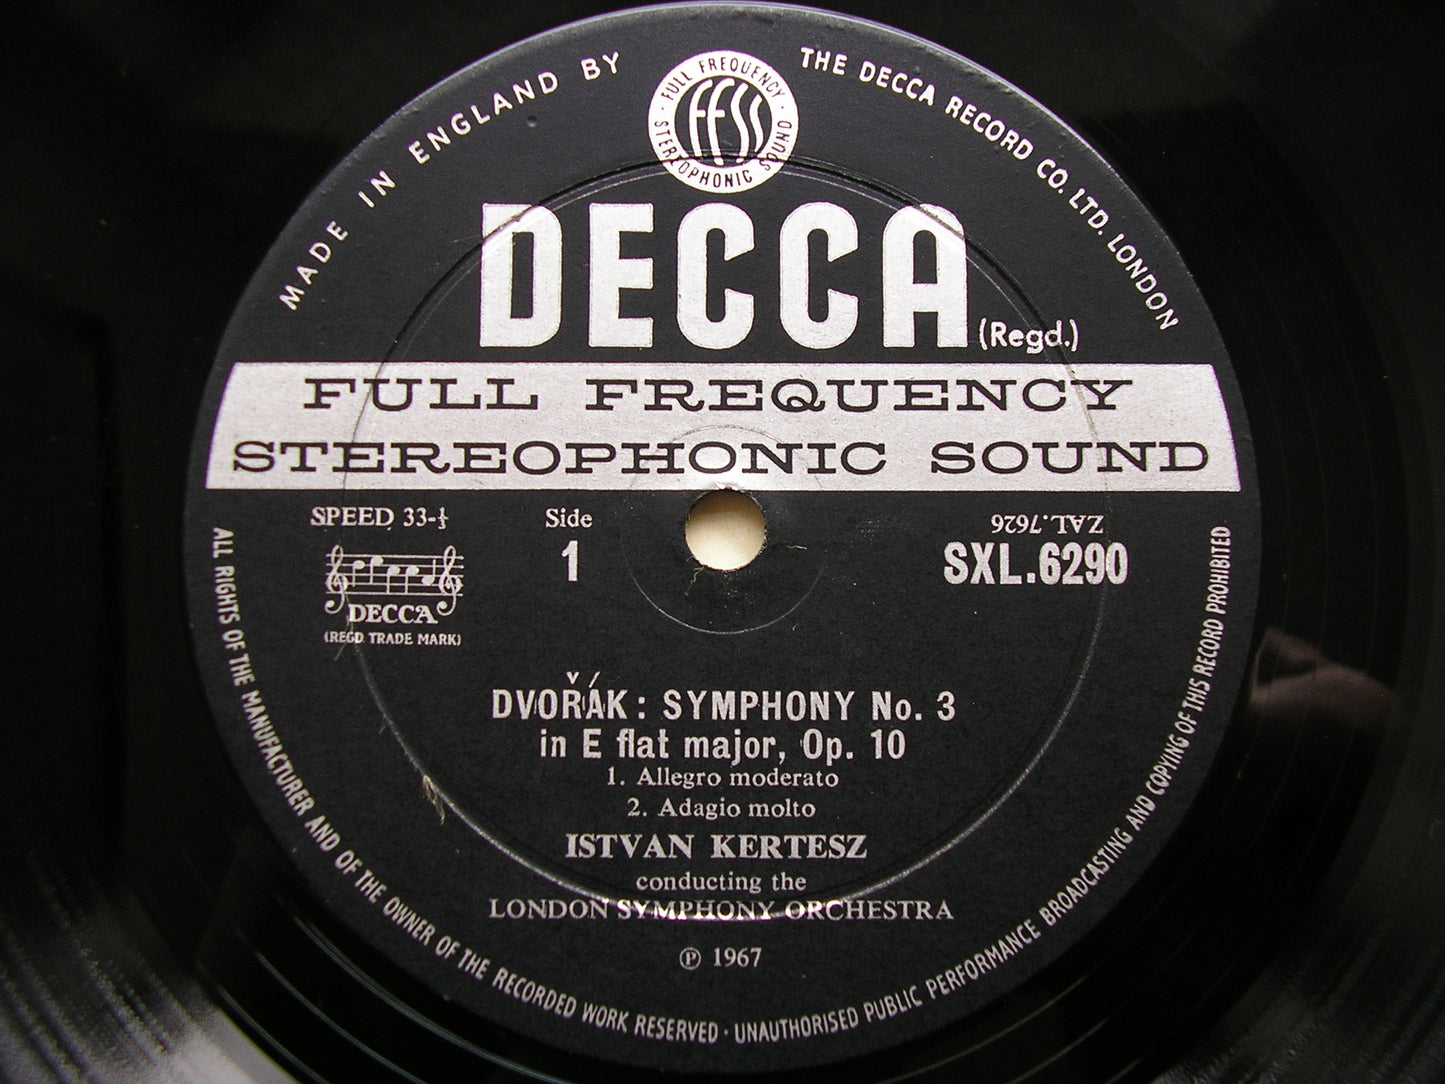 MADE IN ENGLAND BY
THE DECCA RECORD CO. LTD. LONDON
FULL FREQUENCY
FFSS
STEREOPHONIC SOUND
DECCA (Regd.)
FULL FREQUENCY
STEREOPHONIC SOUND
SPEED 33-⅓
Side
1
ZAL.7626
SXL.6290
DECCA
(REGD. TRADE MARK)
DVOŘÁK: SYMPHONY No. 3
in E flat major, Op. 10
1. Allegro moderato
2. Adagio molto
ISTVAN KERTESZ
conducting the
LONDON SYMPHONY ORCHESTRA
℗ 1967
ALL RIGHTS OF THE MANUFACTURER AND OF THE OWNER OF THE RECORDED WORK RESERVED · UNAUTHORISED PUBLIC PERFORMANCE BROADCASTING AND COPYING OF THIS RECORD PROHIBITED